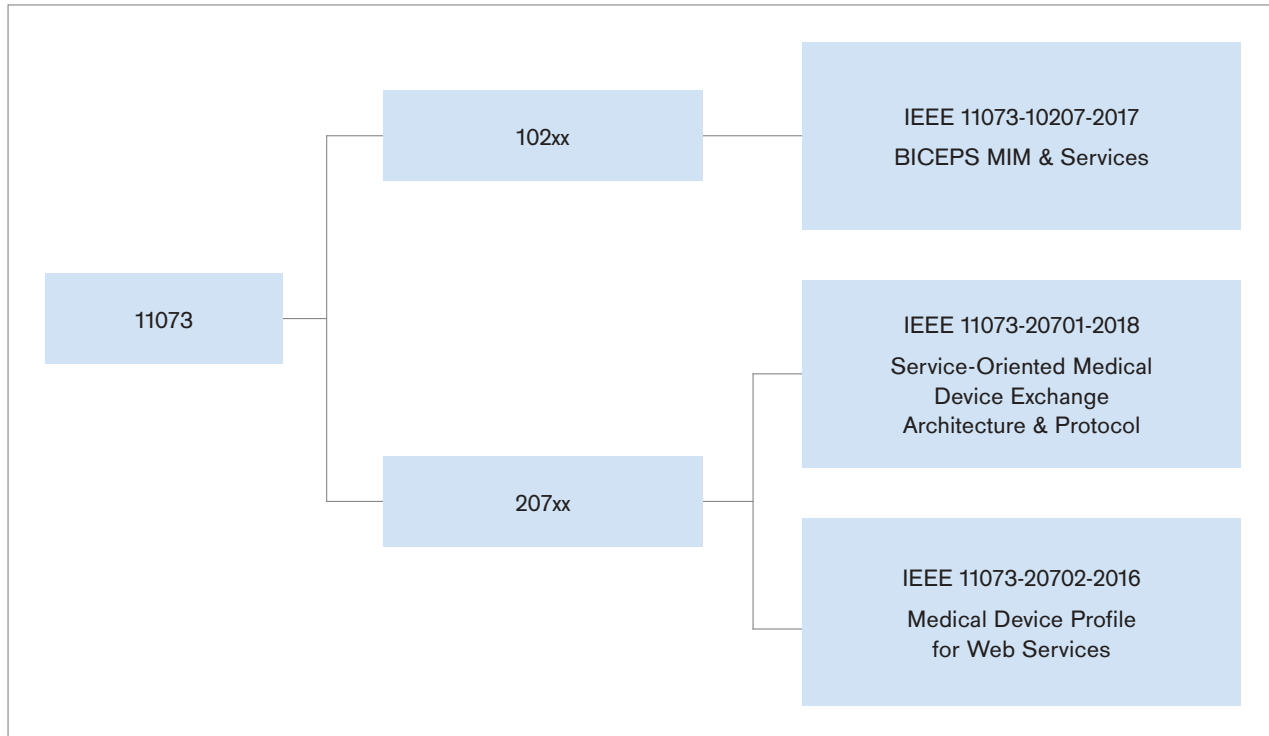 11073
102xx
IEEE 11073-10207-2017
BICEPS MIM & Services
207xx
IEEE 11073-20701-2018
Service-Oriented Medical
Device Exchange
Architecture & Protocol
IEEE 11073-20702-2016
Medical Device Profile
for Web Services